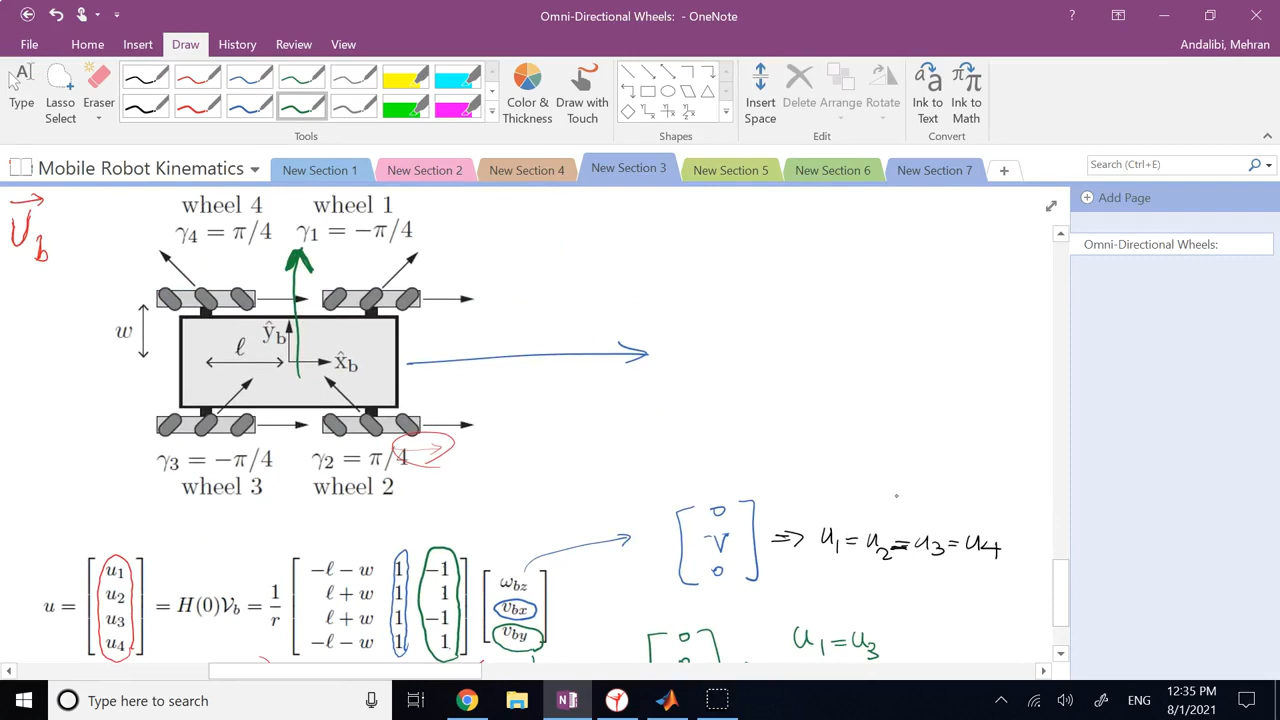 Omni-Directional Wheels: - OneNote
?
File Home Insert Draw History Review View
Andalibi, Mehran
Type
Lasso Select
Eraser
Color & Thickness
Draw with Touch
Insert Space
Delete
Arrange
Rotate
Ink to Text
Ink to Math
Tools
Shapes
Edit
Convert
Mobile Robot Kinematics
New Section 1
New Section 2
New Section 4
New Section 3
New Section 5
New Section 6
New Section 7
Search (Ctrl+E)
Add Page
Omni-Directional Wheels:
V_b
wheel 4 wheel 1
γ4 = π/4 γ1 = −π/4
w
ℓ
ŷb
x̂b
γ3 = −π/4 γ2 = π/4
wheel 3 wheel 2
[0 V 0] ⇒ u1 = u2 = u3 = u4
u = [u1 u2 u3 u4] = H(0)Vb = 1/r
−ℓ − w 1 −1
ℓ + w 1 1
ℓ + w 1 −1
−ℓ − w 1 1
ωbz
vbx
vby
0
0
u1 = u3
Type here to search
ENG
12:35 PM
8/1/2021